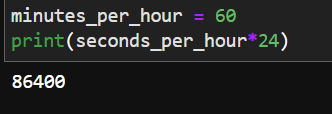 minutes_per_hour = 60
print(seconds_per_hour*24)
86400